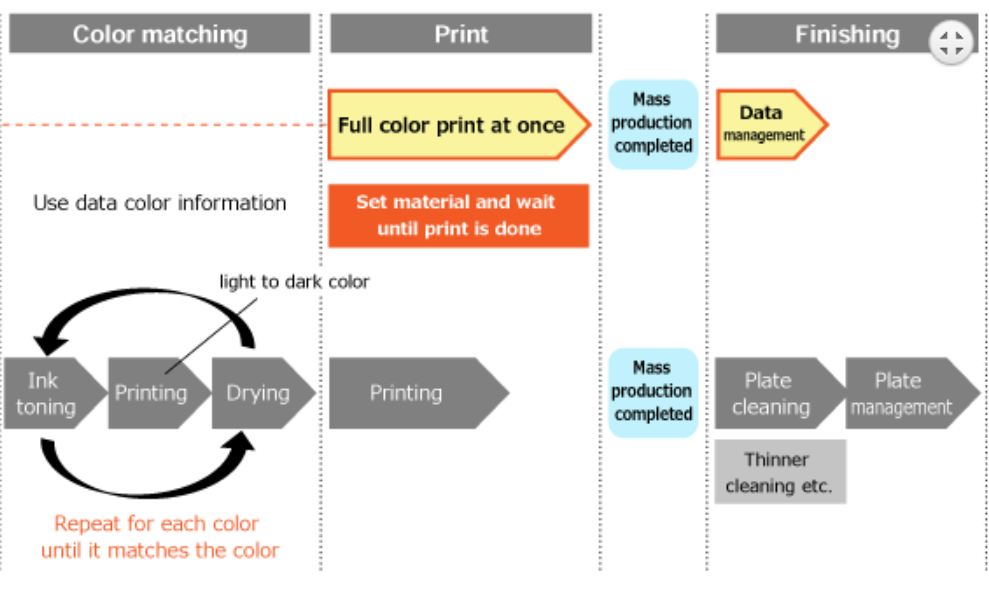 Color matching
Print
Finishing
Full color print at once
Mass
production
completed
Data
management
Use data color information
Set material and wait
until print is done
light to dark color
Ink
toning
Printing
Drying
Printing
Mass
production
completed
Plate
cleaning
Plate
management
Thinner
cleaning etc.
Repeat for each color
until it matches the color